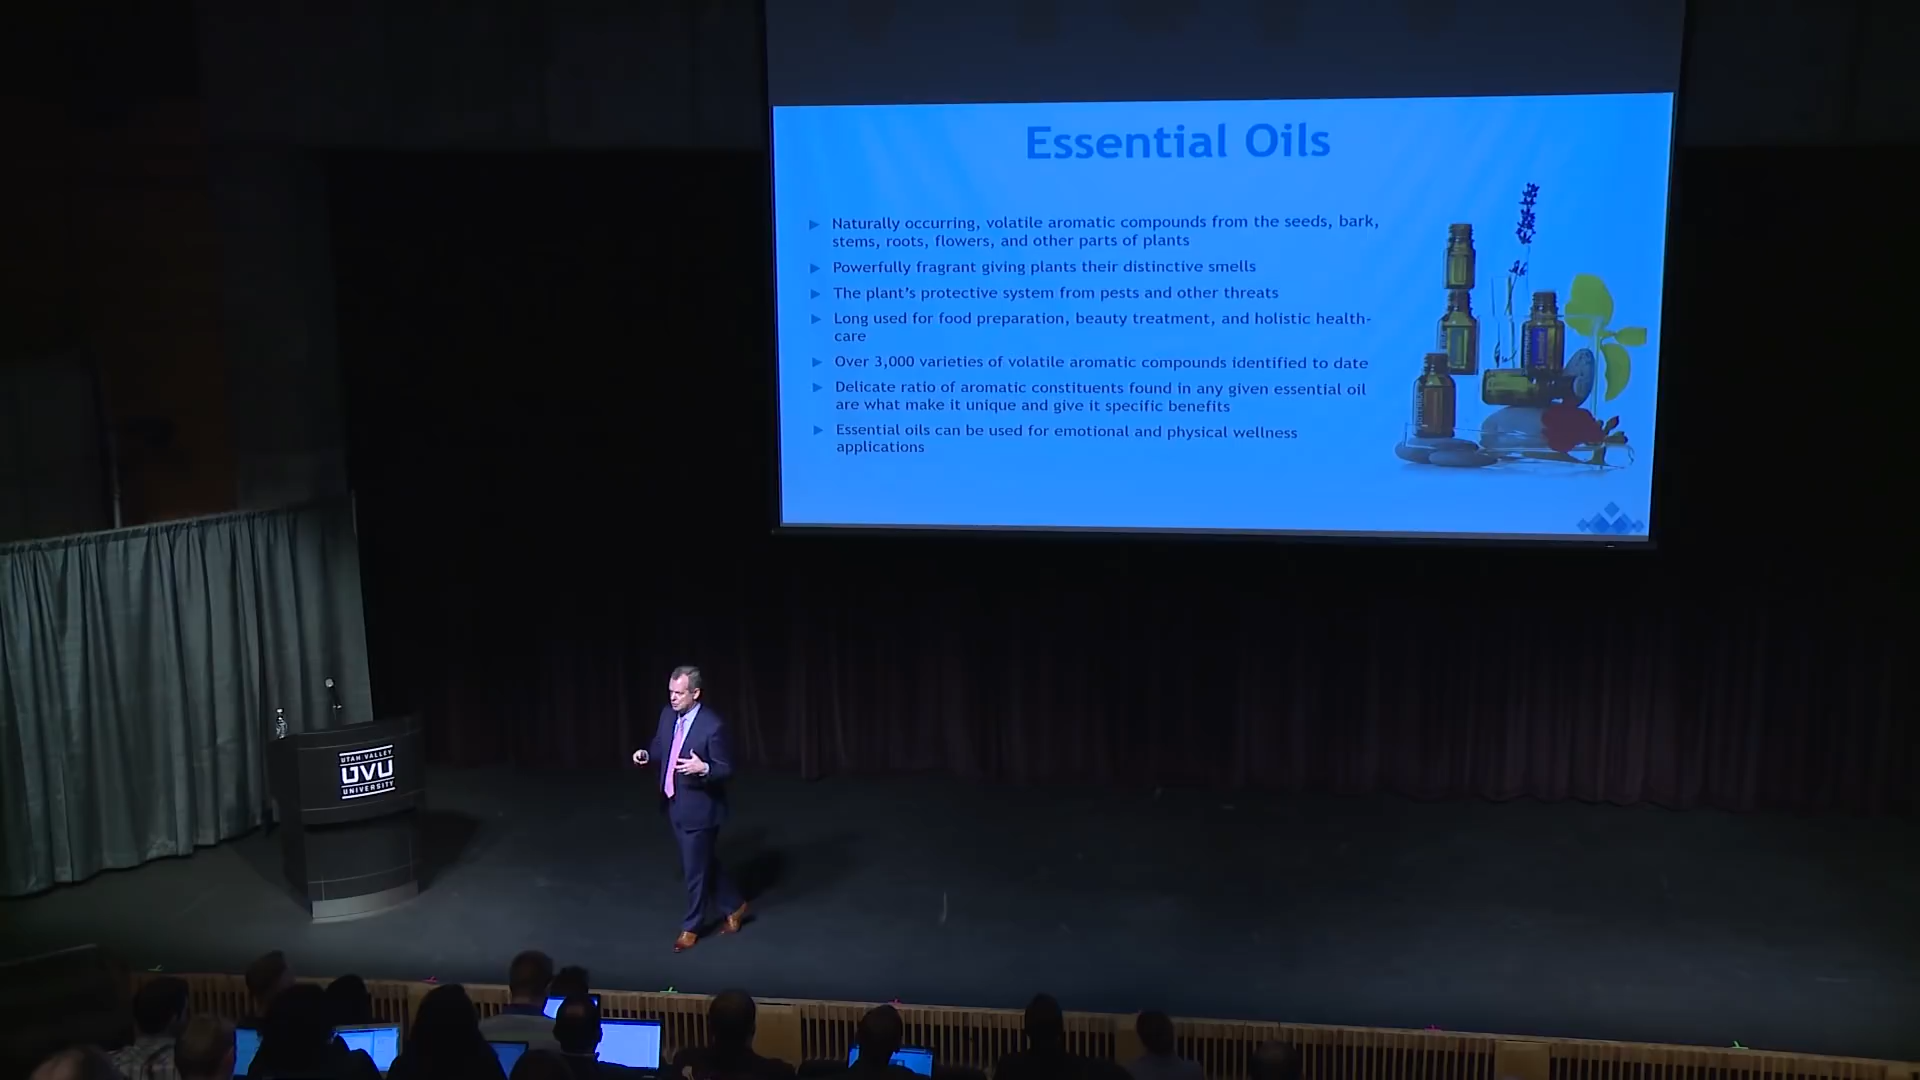 Essential Oils
Naturally occurring, volatile aromatic compounds from the seeds, bark,
stems, roots, flowers, and other parts of plants
Powerfully fragrant giving plants their distinctive smells
The plant's protective system from pests and other threats
Long used for food preparation, beauty treatment, and holistic health-
care
Over 3,000 varieties of volatile aromatic compounds identified to date
Delicate ratio of aromatic constituents found in any given essential oil
are what make it unique and give it specific benefits
Essential oils can be used for emotional and physical wellness
applications
UTAH VALLEY
UVU
UNIVERSITY